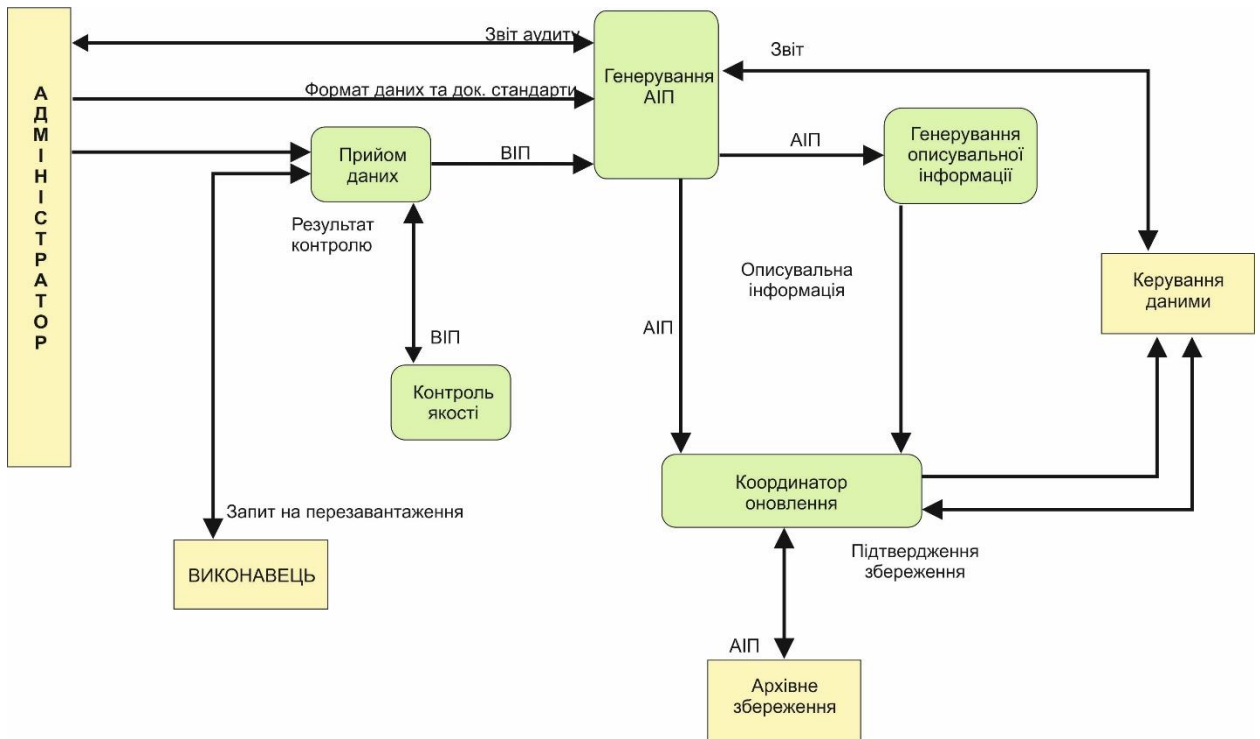 АДМІНІСТРАТОР
Звіт аудиту
Формат даних та док. стандарти
Генерування
АІП
Звіт
Прийом
даних
ВІП
АІП
Генерування
описувальної
інформації
Результат
контролю
Описувальна
інформація
Керування
даними
АІП
ВІП
Контроль
якості
Координатор
оновлення
Запит на перезавантаження
ВИКОНАВЕЦЬ
Підтвердження
збереження
АІП
Архівне
збереження